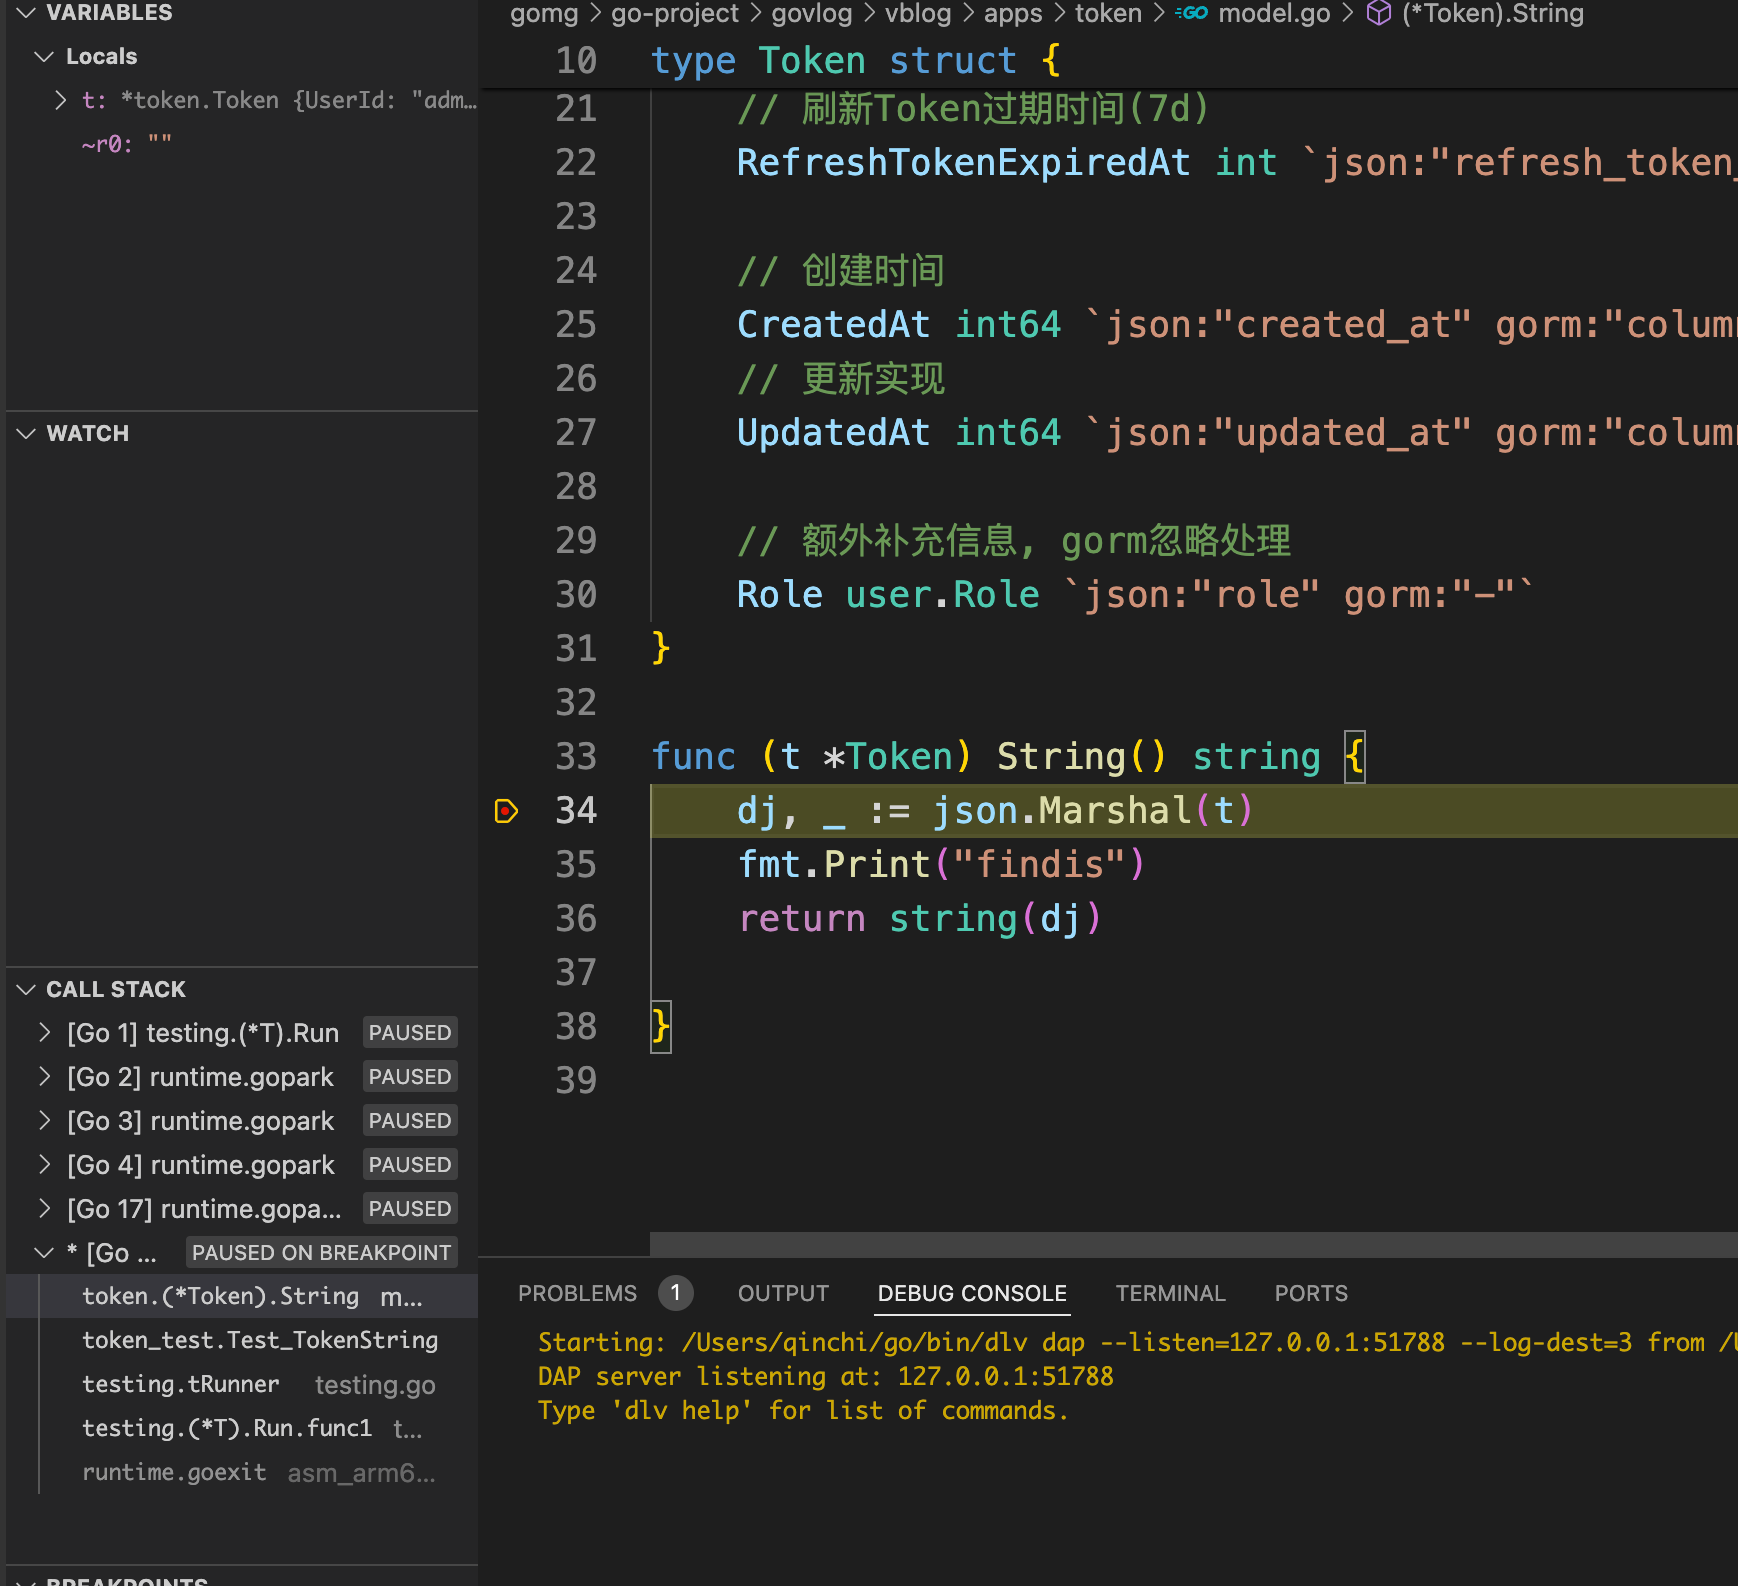 VARIABLES
Locals
t: *token.Token {UserId: "adm...
~r0: ""
WATCH
CALL STACK
[Go 1] testing.(*T).Run PAUSED
[Go 2] runtime.gopark PAUSED
[Go 3] runtime.gopark PAUSED
[Go 4] runtime.gopark PAUSED
[Go 17] runtime.gopa... PAUSED
* [Go ... PAUSED ON BREAKPOINT
token.(*Token).String m...
token_test.Test_TokenString
testing.tRunner testing.go
testing.(*T).Run.func1 t...
runtime.goexit asm_arm6...
BREAKPOINTS
gomg > go-project > govlog > vblog > apps > token > GO model.go > (*Token).String
10 type Token struct {
21 // 刷新Token过期时间(7d)
22 RefreshTokenExpiredAt int `json:"refresh_token_
23
24 // 创建时间
25 CreatedAt int64 `json:"created_at" gorm:"colum
26 // 更新实现
27 UpdatedAt int64 `json:"updated_at" gorm:"colum
28
29 // 额外补充信息, gorm忽略处理
30 Role user.Role `json:"role" gorm:"-"`
31 }
32
33 func (t *Token) String() string {
34 dj, _ := json.Marshal(t)
35 fmt.Print("findis")
36 return string(dj)
37
38 }
39
PROBLEMS 1 OUTPUT DEBUG CONSOLE TERMINAL PORTS
Starting: /Users/qinchi/go/bin/dlv dap --listen=127.0.0.1:51788 --log-dest=3 from /
DAP server listening at: 127.0.0.1:51788
Type 'dlv help' for list of commands.